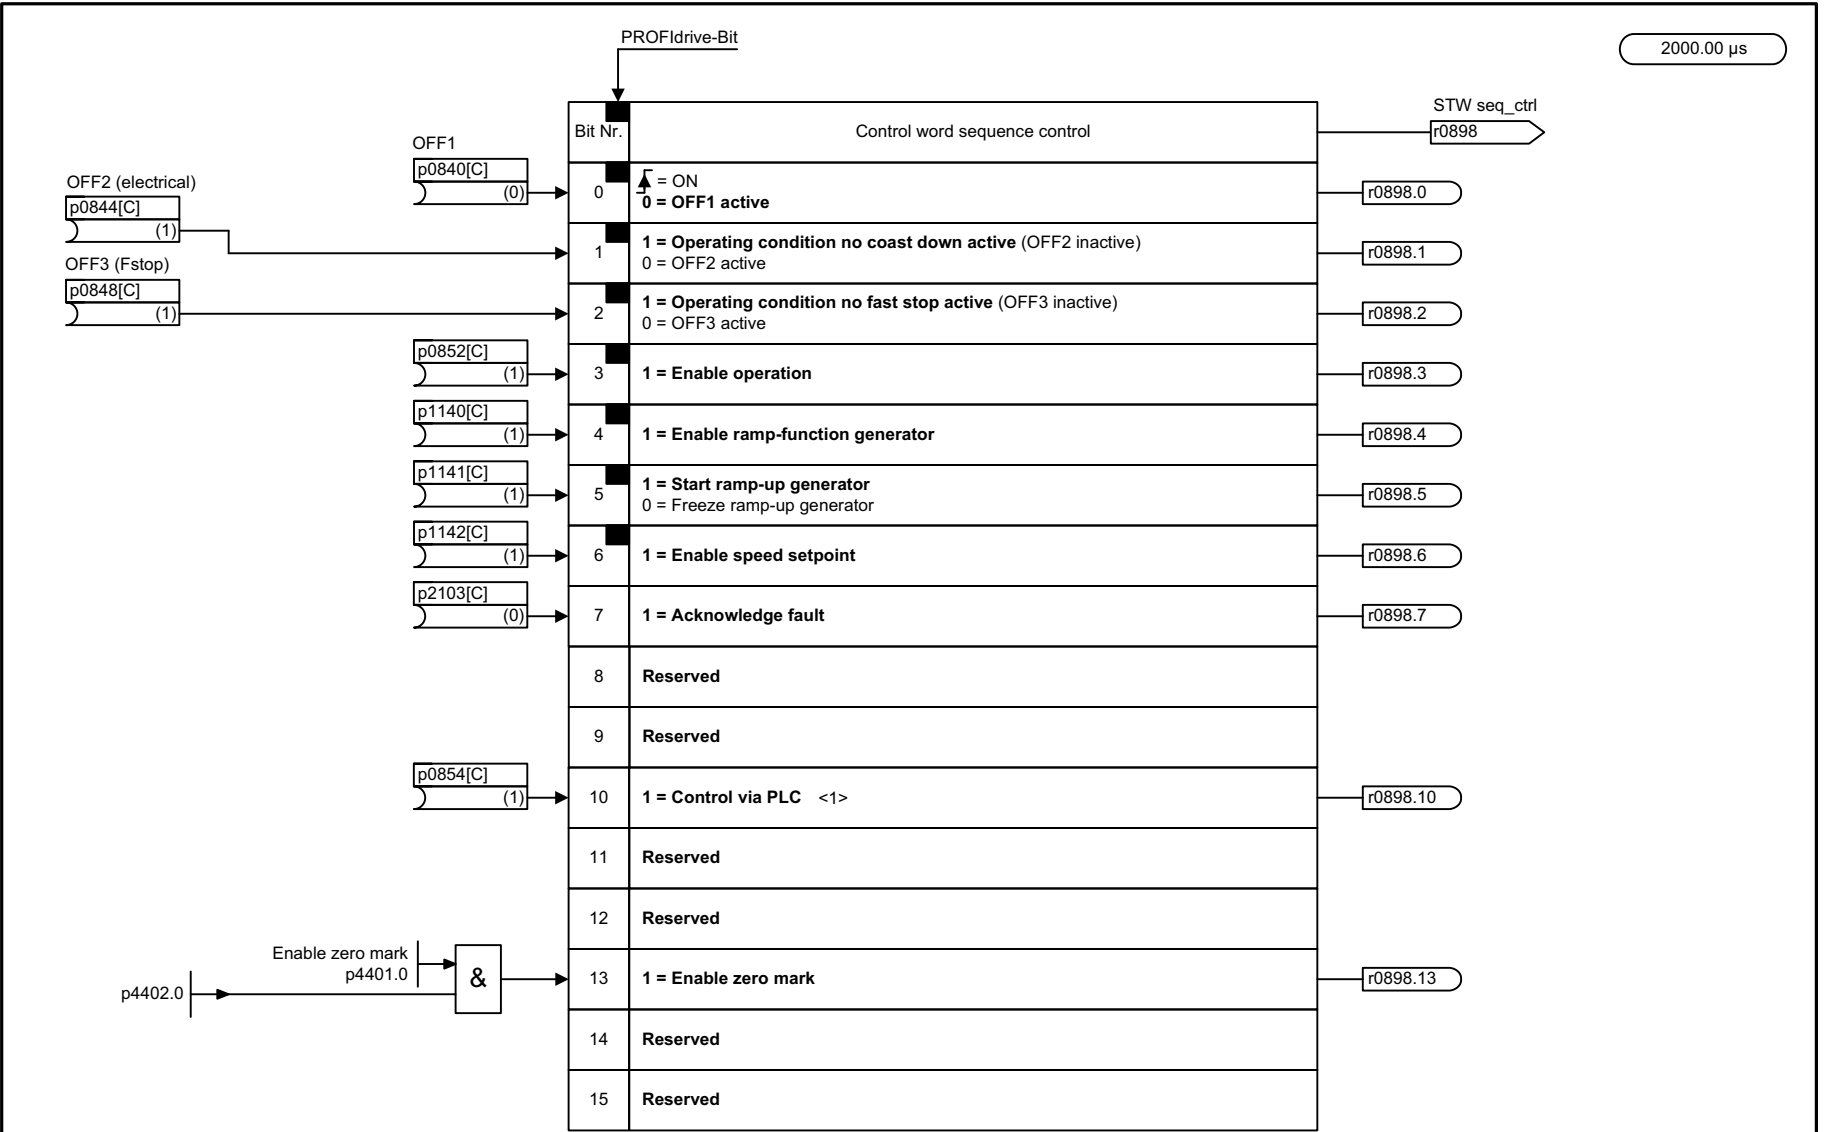 PROFIdrive-Bit
2000.00 µs
STW seq_ctrl
Bit Nr.
Control word sequence control
r0898
OFF1
p0840[C]
(0)
0
= ON
0 = OFF1 active
r0898.0
OFF2 (electrical)
p0844[C]
(1)
1
1 = Operating condition no coast down active (OFF2 inactive)
0 = OFF2 active
r0898.1
OFF3 (Fstop)
p0848[C]
(1)
2
1 = Operating condition no fast stop active (OFF3 inactive)
0 = OFF3 active
r0898.2
p0852[C]
(1)
3
1 = Enable operation
r0898.3
p1140[C]
(1)
4
1 = Enable ramp-function generator
r0898.4
p1141[C]
(1)
5
1 = Start ramp-up generator
0 = Freeze ramp-up generator
r0898.5
p1142[C]
(1)
6
1 = Enable speed setpoint
r0898.6
p2103[C]
(0)
7
1 = Acknowledge fault
r0898.7
8
Reserved
9
Reserved
p0854[C]
(1)
10
1 = Control via PLC <1>
r0898.10
11
Reserved
12
Reserved
Enable zero mark
p4401.0
p4402.0
&
13
1 = Enable zero mark
r0898.13
14
Reserved
15
Reserved